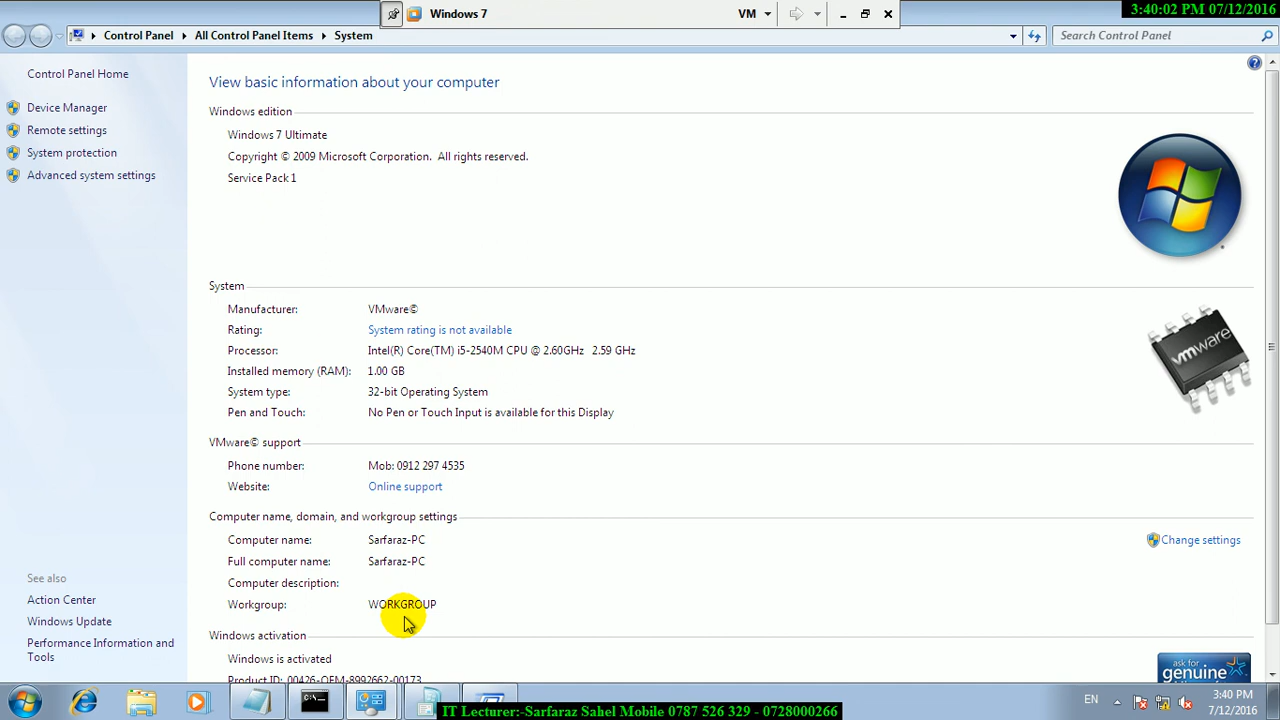 Windows 7
VM
3:40:02 PM 07/12/2016
Control Panel
All Control Panel Items
System
Search Control Panel
Control Panel Home
Device Manager
Remote settings
System protection
Advanced system settings
See also
Action Center
Windows Update
Performance Information and
Tools
View basic information about your computer
Windows edition
Windows 7 Ultimate
Copyright © 2009 Microsoft Corporation. All rights reserved.
Service Pack 1
System
Manufacturer: VMware©
Rating: System rating is not available
Processor: Intel(R) Core(TM) i5-2540M CPU @ 2.60GHz 2.59 GHz
Installed memory (RAM): 1.00 GB
System type: 32-bit Operating System
Pen and Touch: No Pen or Touch Input is available for this Display
vmware
VMware© support
Phone number: Mob: 0912 297 4535
Website: Online support
Computer name, domain, and workgroup settings
Computer name: Sarfaraz-PC
Change settings
Full computer name: Sarfaraz-PC
Computer description:
Workgroup: WORKGROUP
Windows activation
Windows is activated
Product ID: 00426-OEM-8992662-00173
ask for
genuine
EN
3:40 PM
7/12/2016
IT Lecturer:-Sarfaraz Sahel Mobile 0787 526 329 - 0728000266